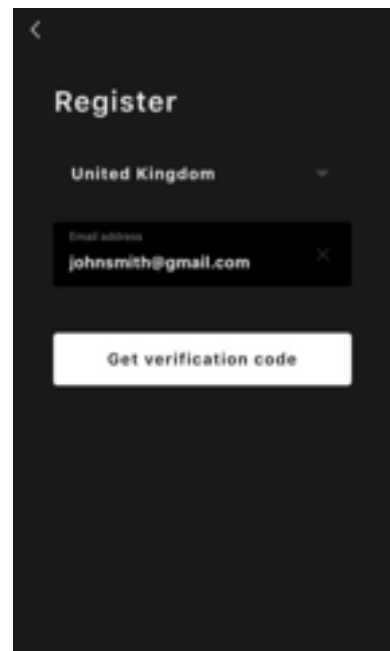 Register
United Kingdom
Email address
johnsmith@gmail.com
Get verification code